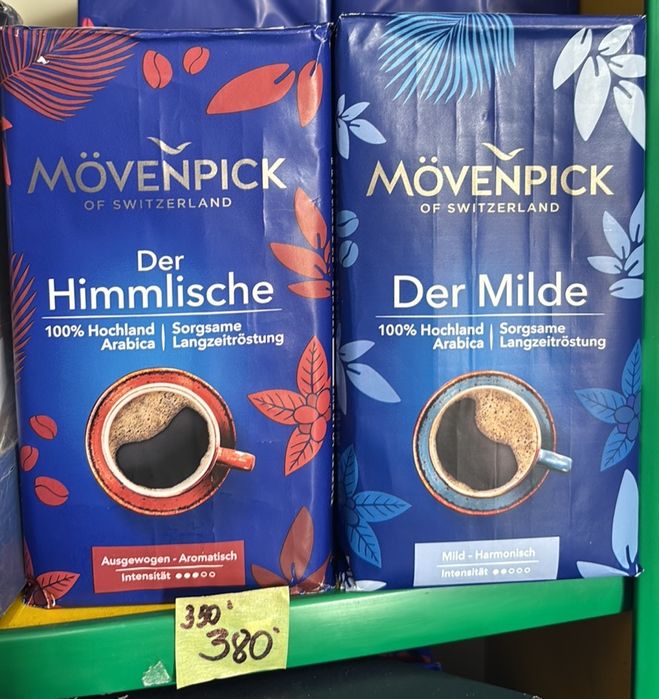 MÖVENPICK
OF SWITZERLAND
Der
Himmlische
100% Hochland
Arabica
Sorgsame
Langzeitröstung
Ausgewogen - Aromatisch
Intensität
MÖVENPICK
OF SWITZERLAND
Der Milde
100% Hochland
Arabica
Sorgsame
Langzeitröstung
Mild - Harmonisch
Intensität
350
380